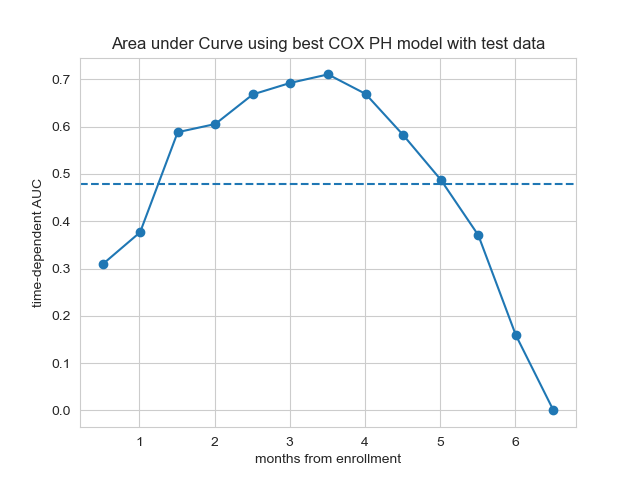 Area under Curve using best COX PH model with test data
time-dependent AUC
0.7
0.6
0.5
0.4
0.3
0.2
0.1
0.0
1 2 3 4 5 6
months from enrollment